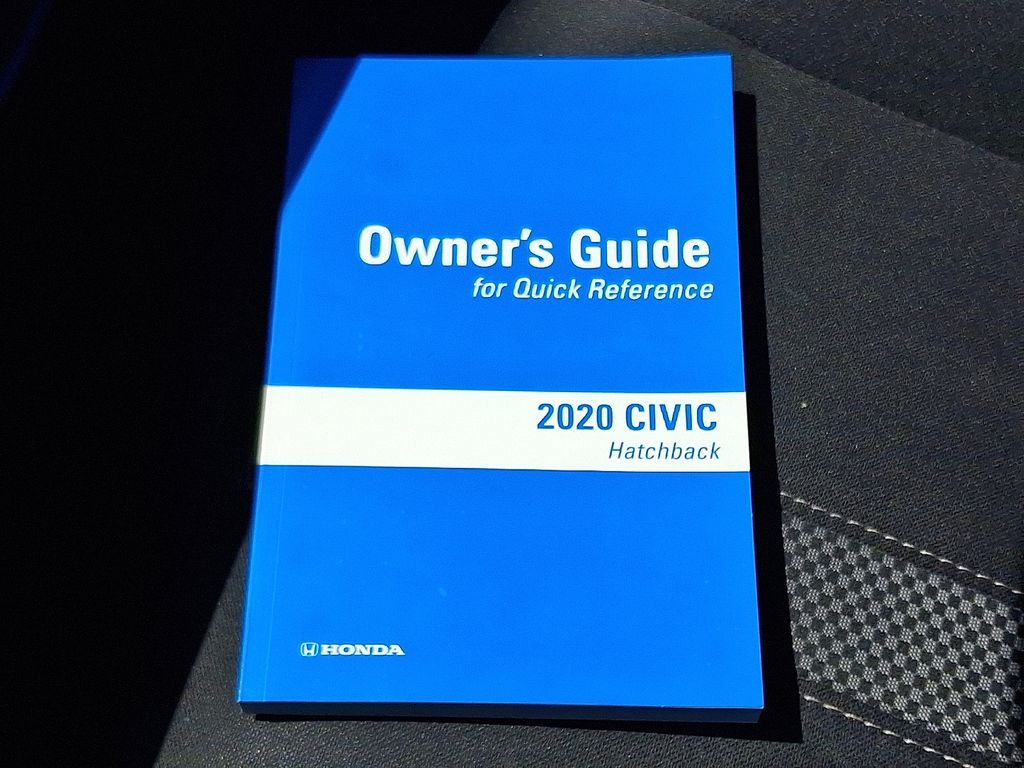 Owner's Guide
for Quick Reference
2020 CIVIC
Hatchback
HONDA